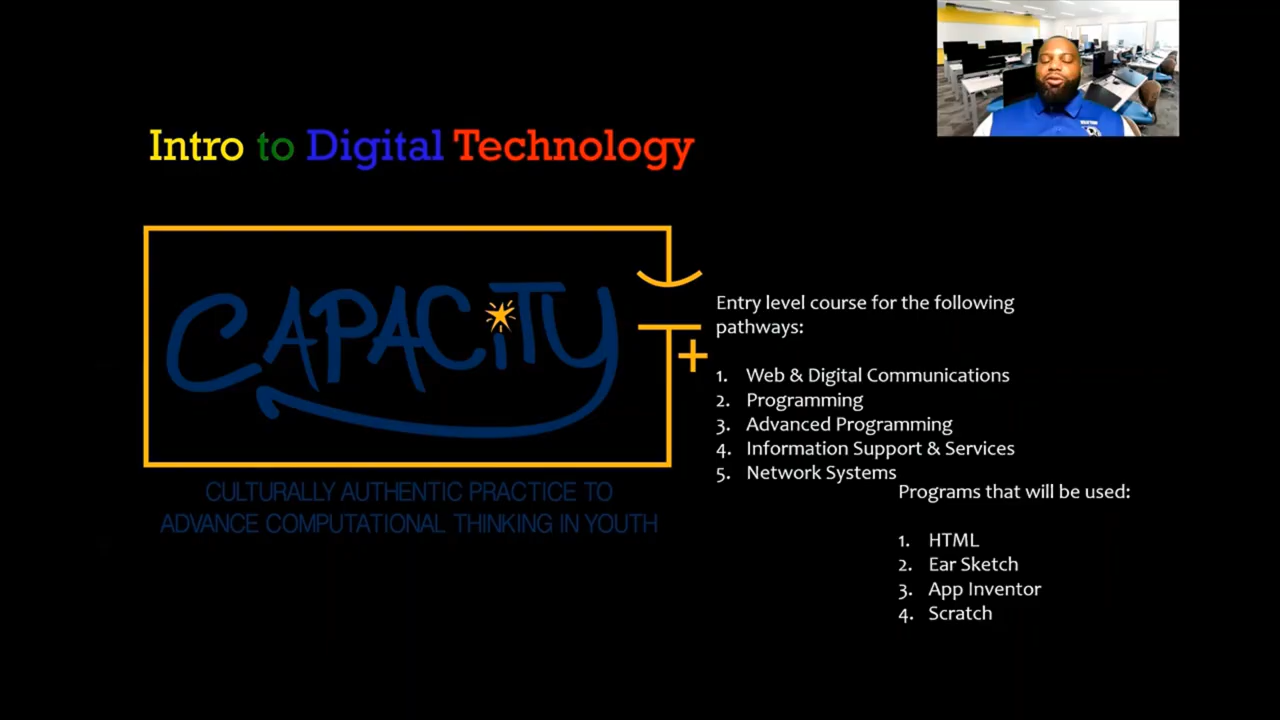 Intro to Digital Technology
CAPACiTY
CULTURALLY AUTHENTIC PRACTICE TO
ADVANCE COMPUTATIONAL THINKING IN YOUTH
+
Entry level course for the following
pathways:
1. Web & Digital Communications
2. Programming
3. Advanced Programming
4. Information Support & Services
5. Network Systems
Programs that will be used:
1. HTML
2. Ear Sketch
3. App Inventor
4. Scratch